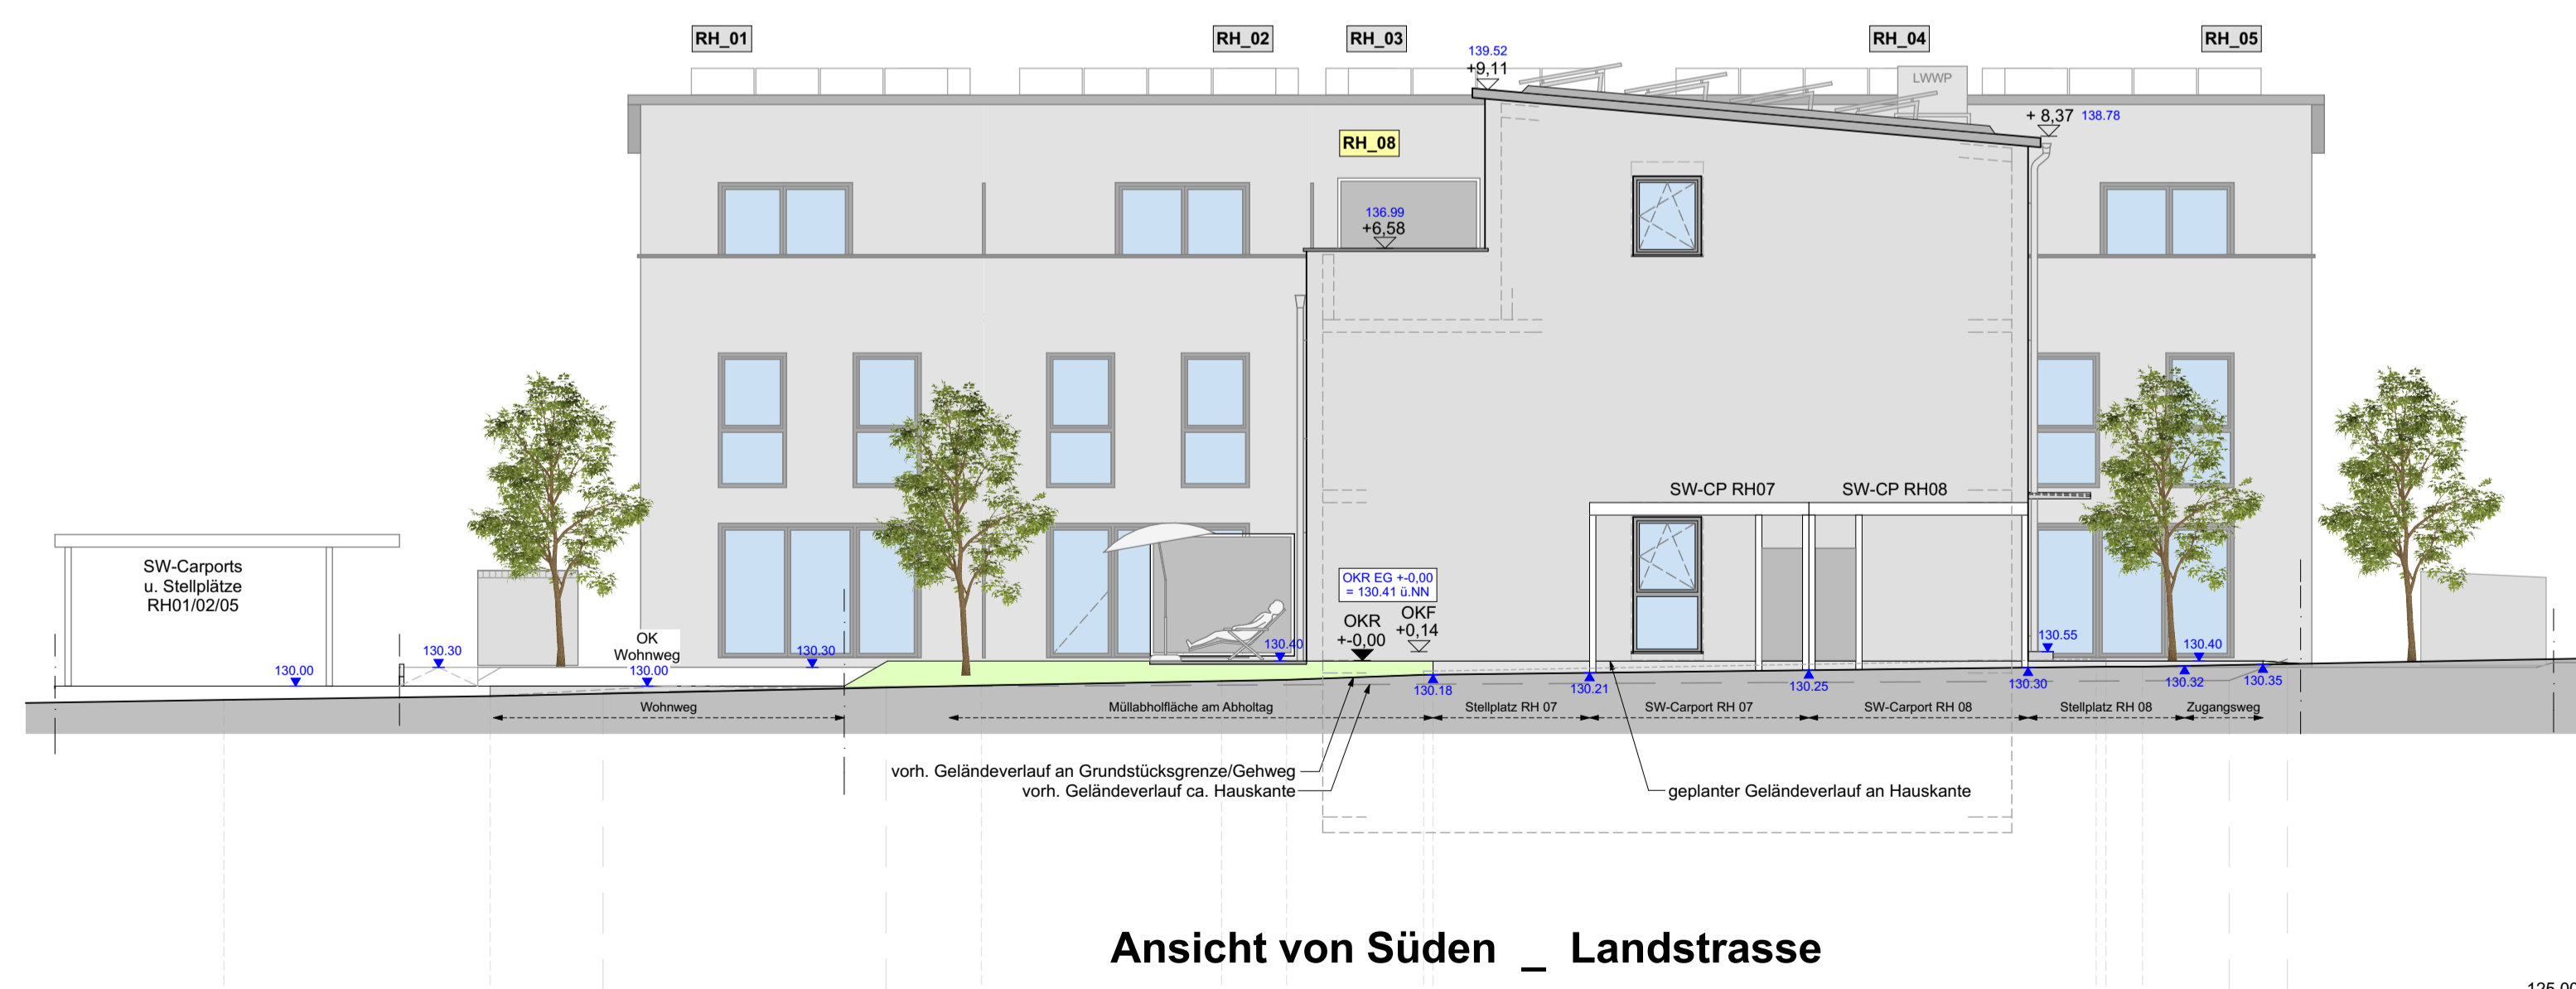 RH_01
RH_02
RH_03
RH_04
RH_05
139.52
+9,11
LWWP
+ 8,37 138.78
RH_08
136.99
+6,58
SW-CP RH07
SW-CP RH08
SW-Carports
u. Stellplätze
RH01/02/05
OKR EG +-0,00
= 130.41 ü.NN
OKR
+-0,00
OKF
+0,14
OK
Wohnweg
130.00
130.00
130.30
130.30
130.40
130.55
130.40
130.18
130.21
130.25
130.30
130.32
130.35
Wohnweg
Müllabholfläche am Abholtag
Stellplatz RH 07
SW-Carport RH 07
SW-Carport RH 08
Stellplatz RH 08
Zugangsweg
vorh. Geländeverlauf an Grundstücksgrenze/Gehweg
vorh. Geländeverlauf ca. Hauskante
geplanter Geländeverlauf an Hauskante
Ansicht von Süden _ Landstrasse